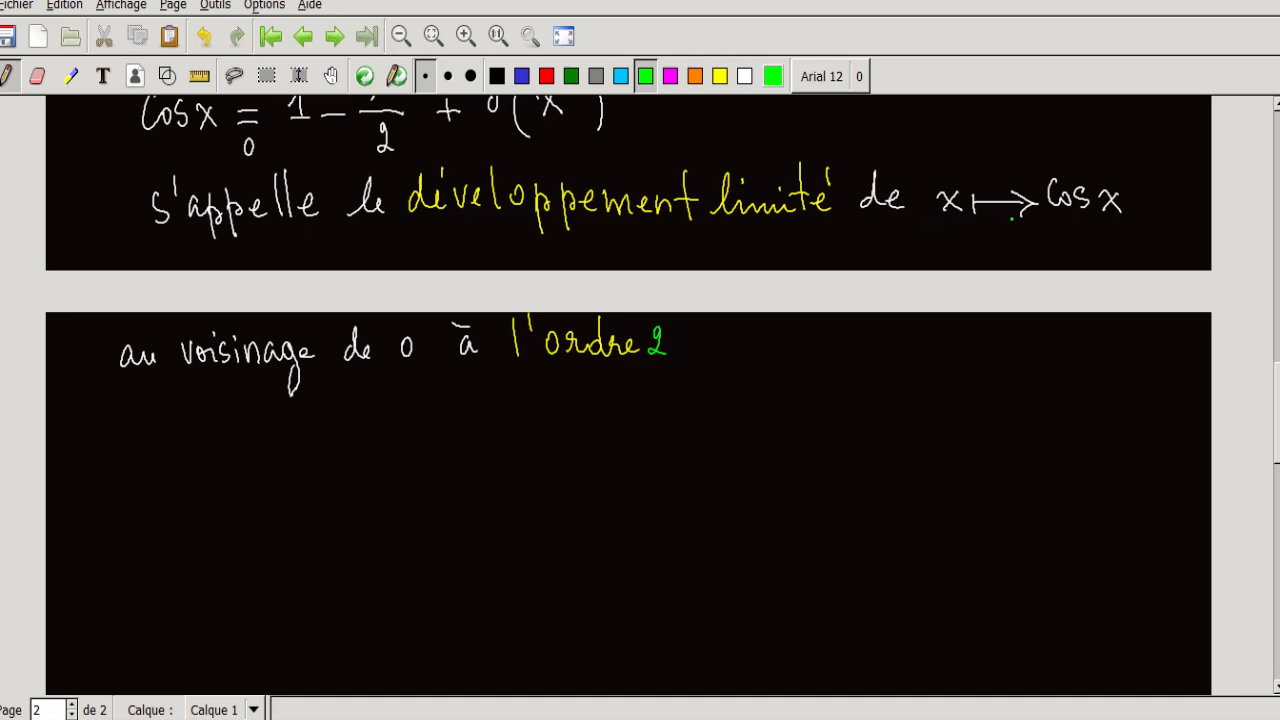 Fichier Edition Affichage Page Outils Options Aide
Arial 12 0
Cos x = 1 - 2 + o(x )
0
s'appelle le développement limité de x ⟼ Cos x
au voisinage de 0 à l'ordre 2
Page 2 de 2 Calque : Calque 1